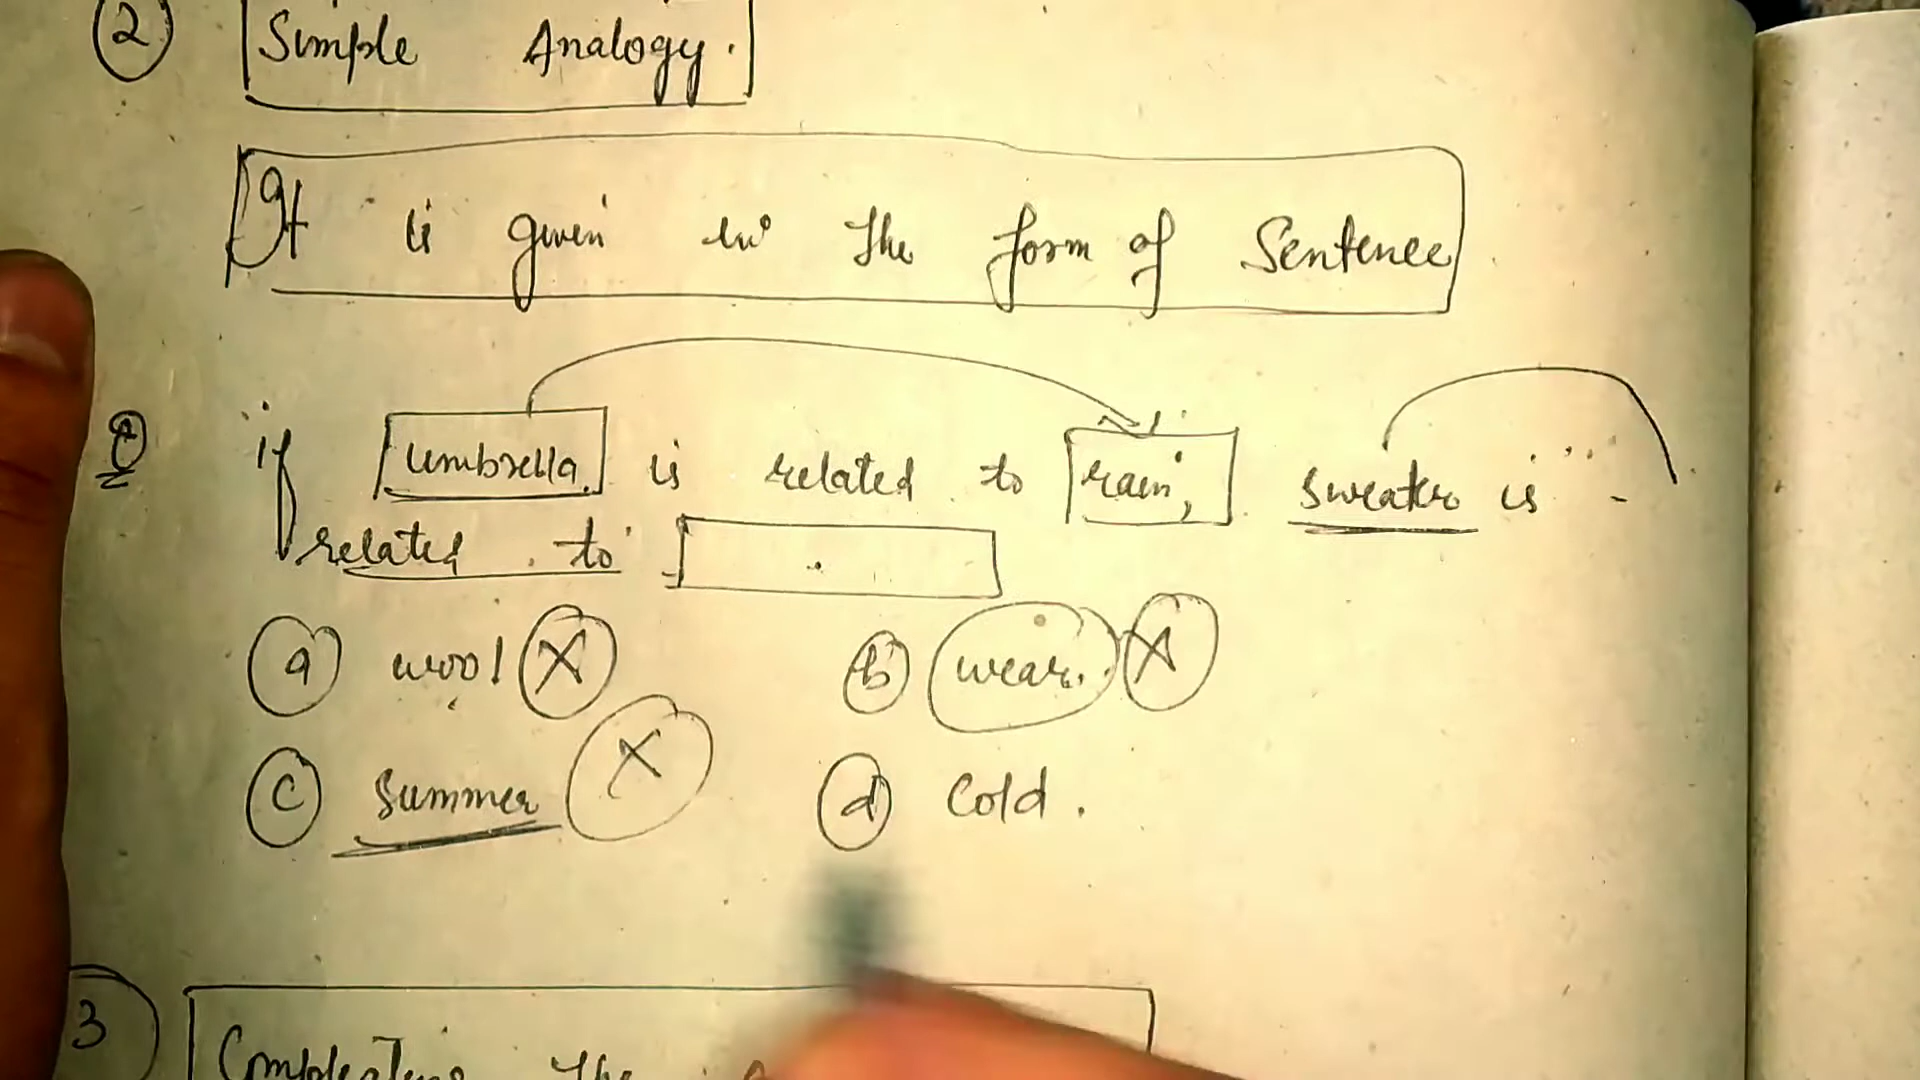 2 Simple Analogy.
It is given in the form of Sentence
Q if umbrella is related to rain, sweater is -
related to
a wool X b wear. X
c summer X d Cold.
3
the